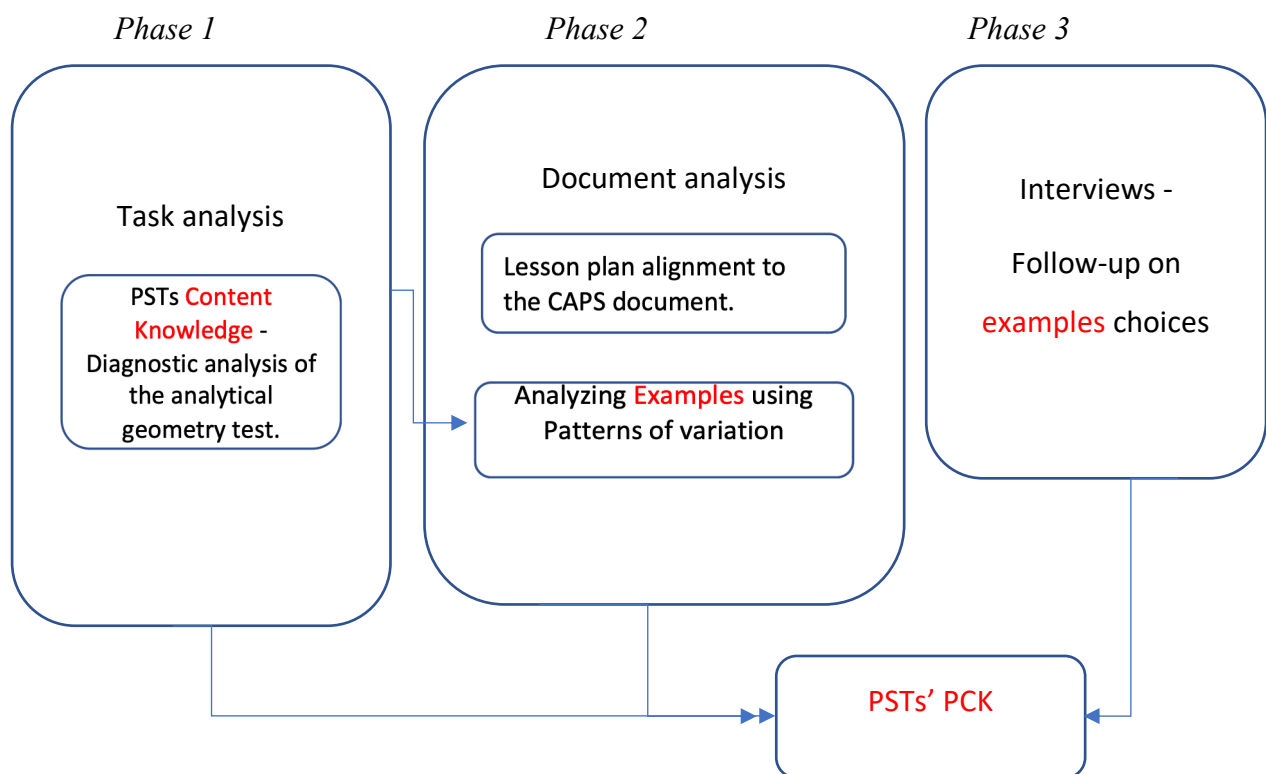 Phase 1
Phase 2
Phase 3
Task analysis
PSTs Content
Knowledge -
Diagnostic analysis of
the analytical
geometry test.
Document analysis
Lesson plan alignment to
the CAPS document.
Analyzing Examples using
Patterns of variation
Interviews -
Follow-up on
examples choices
PSTs’ PCK